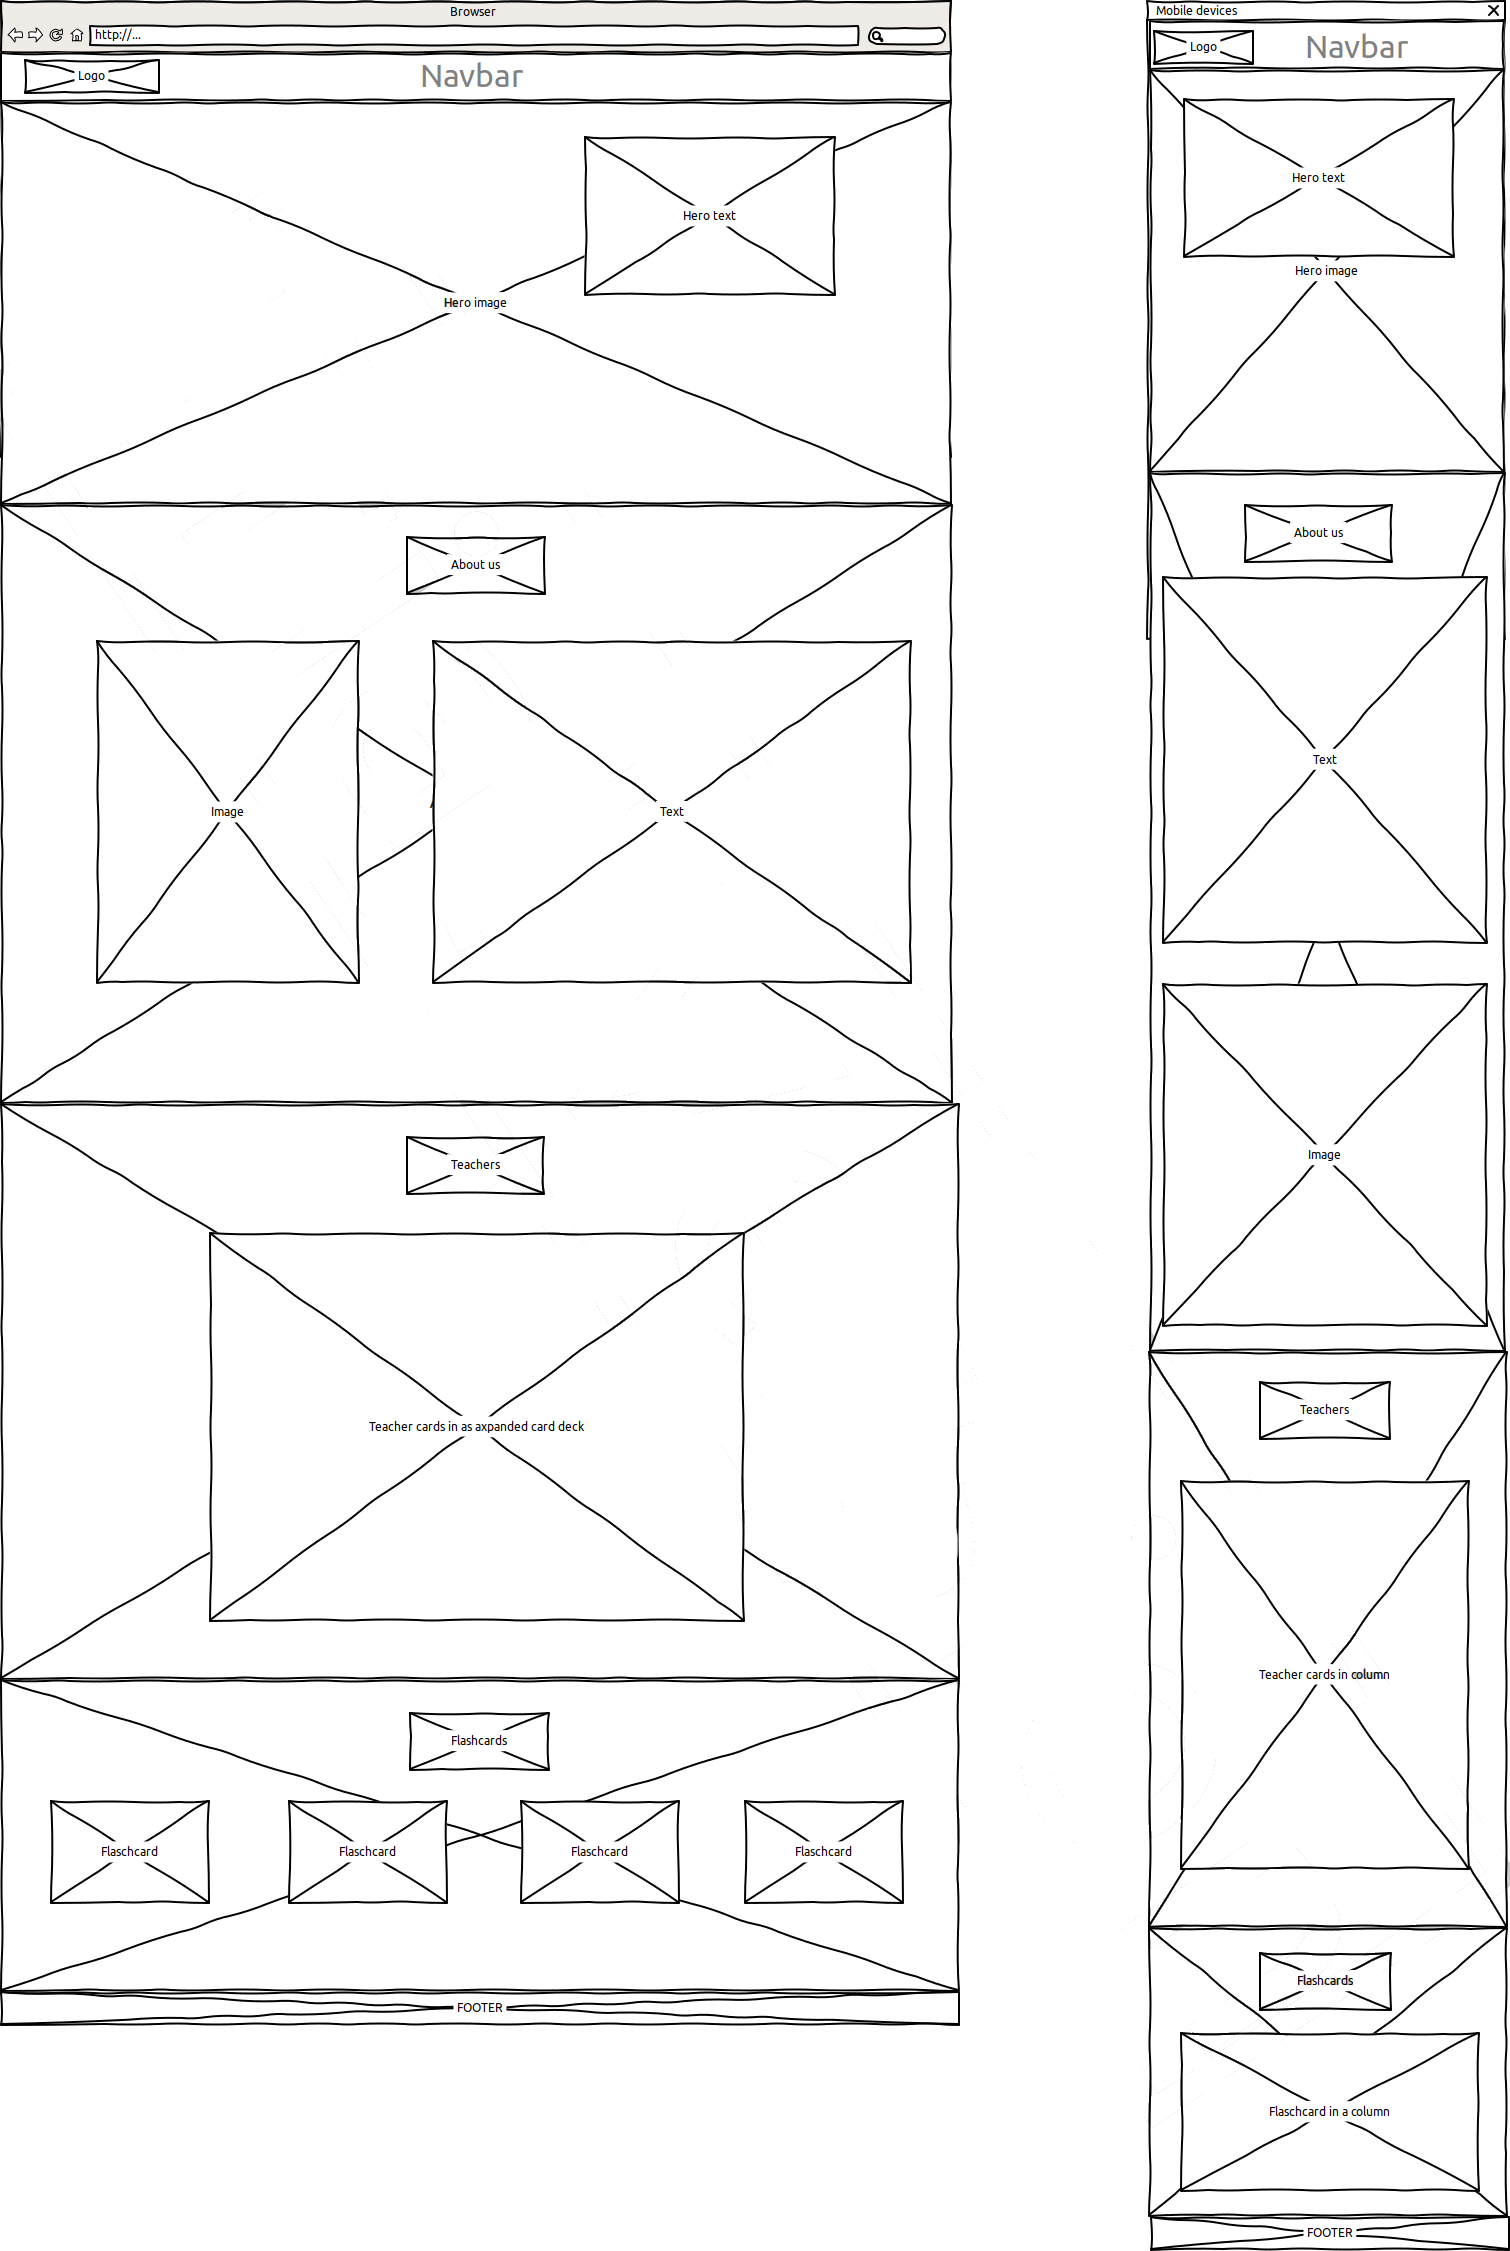 Browser
http://...
Logo
Navbar
Hero text
Hero image
About us
Image
Text
Teachers
Teacher cards in as axpanded card deck
Flashcards
Flaschcard
Flaschcard
Flaschcard
Flaschcard
FOOTER
Mobile devices
Logo
Navbar
Hero text
Hero image
About us
Text
Image
Teachers
Teacher cards in column
Flashcards
Flaschcard in a column
FOOTER